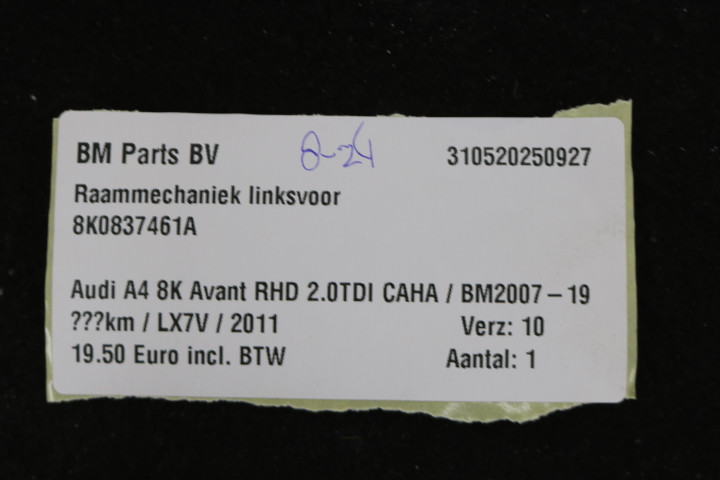 BM Parts BV 8-24 310520250927
Raammechaniek linksvoor
8K0837461A
Audi A4 8K Avant RHD 2.0TDI CAHA / BM2007 – 19
???km / LX7V / 2011 Verz: 10
19.50 Euro incl. BTW Aantal: 1